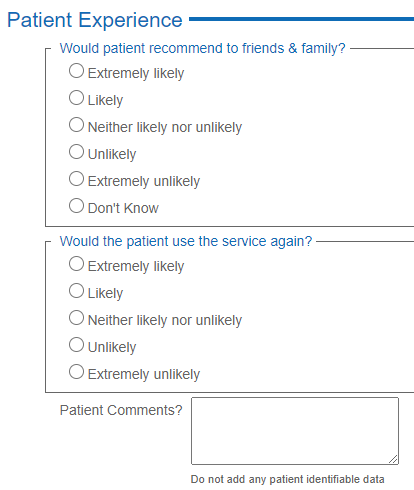 Patient Experience
Would patient recommend to friends & family?
Extremely likely
Likely
Neither likely nor unlikely
Unlikely
Extremely unlikely
Don't Know
Would the patient use the service again?
Extremely likely
Likely
Neither likely nor unlikely
Unlikely
Extremely unlikely
Patient Comments?
Do not add any patient identifiable data